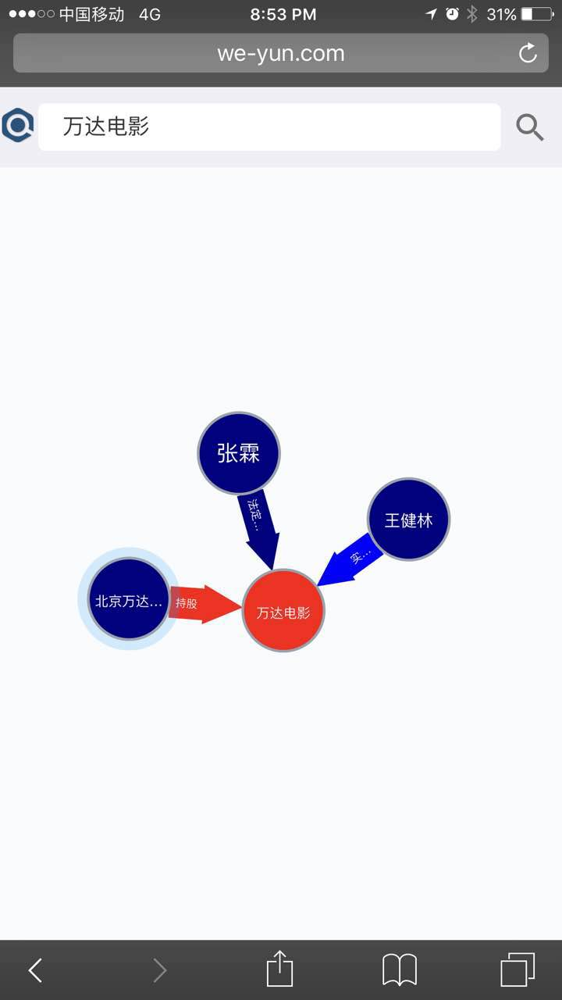 中国移动 4G 8:53 PM 31%
we-yun.com
万达电影
张霖
法定...
王健林
实...
北京万达...
持股
万达电影